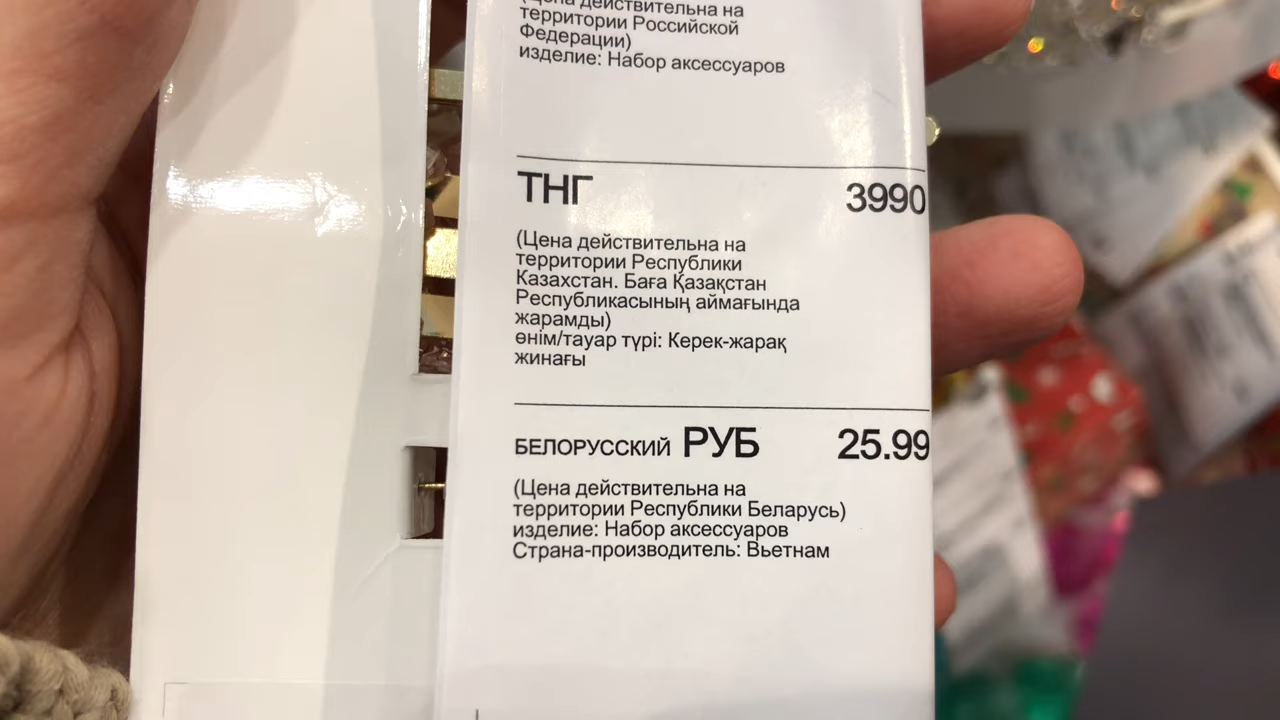 (Цена действительна на
территории Российской
Федерации)
изделие: Набор аксессуаров
ТНГ 3990
(Цена действительна на
территории Республики
Казахстан. Баға Қазақстан
Республикасының аймағында
жарамды)
өнім/тауар түрі: Керек-жарақ
жинағы
БЕЛОРУССКИЙ РУБ 25.99
(Цена действительна на
территории Республики Беларусь)
изделие: Набор аксессуаров
Страна-производитель: Вьетнам